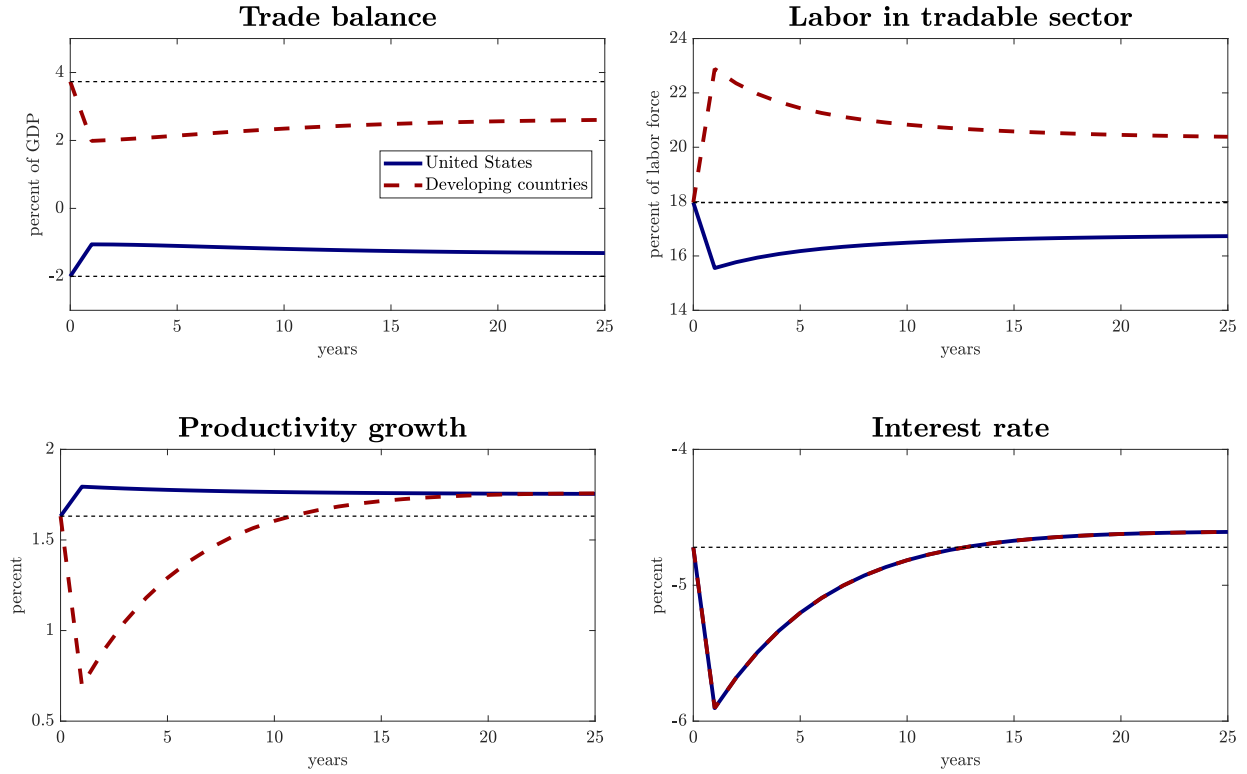 Trade balance
percent of GDP
4
2
0
-2
United States
Developing countries
0 5 10 15 20 25
years
Labor in tradable sector
percent of labor force
24
22
20
18
16
14
0 5 10 15 20 25
years
Productivity growth
percent
2
1.5
1
0.5
0 5 10 15 20 25
years
Interest rate
percent
-4
-5
-6
0 5 10 15 20 25
years